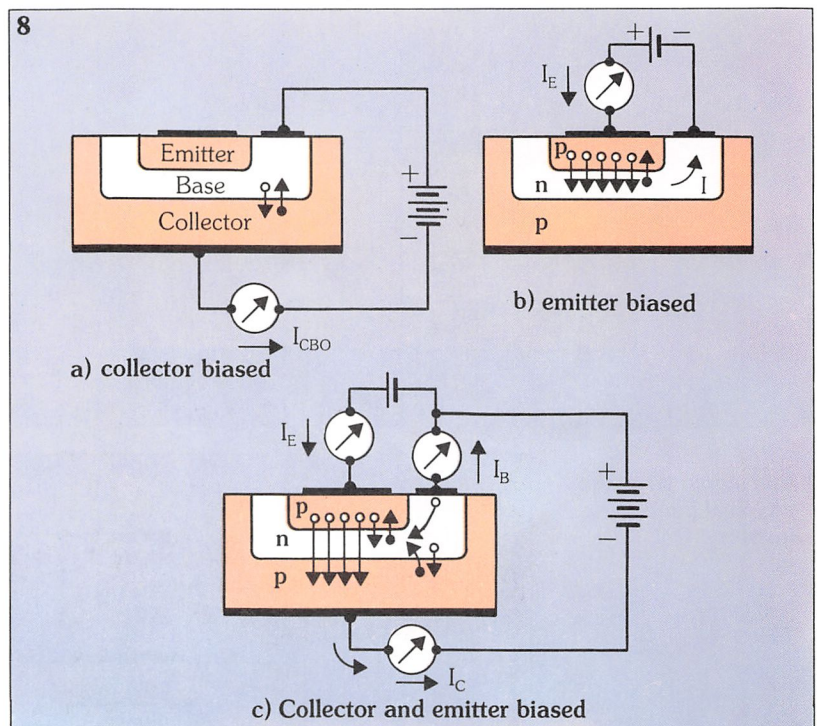 8
+ −
I_E
p
n
I
p
b) emitter biased
Emitter
Base
Collector
+
−
I_CBO
a) collector biased
I_E
I_B
+
−
p
n
p
I_C
c) Collector and emitter biased